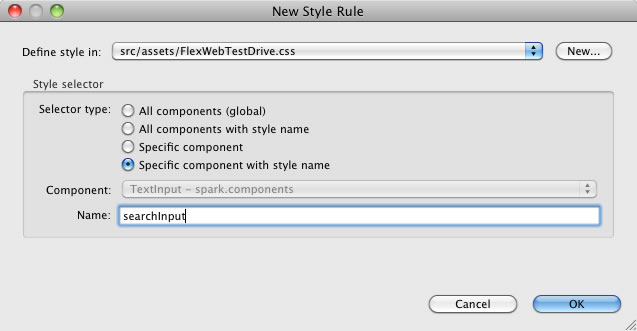 New Style Rule
Define style in: src/assets/FlexWebTestDrive.css New...
Style selector
Selector type: All components (global)
All components with style name
Specific component
Specific component with style name
Component: TextInput – spark.components
Name: searchInput
Cancel OK